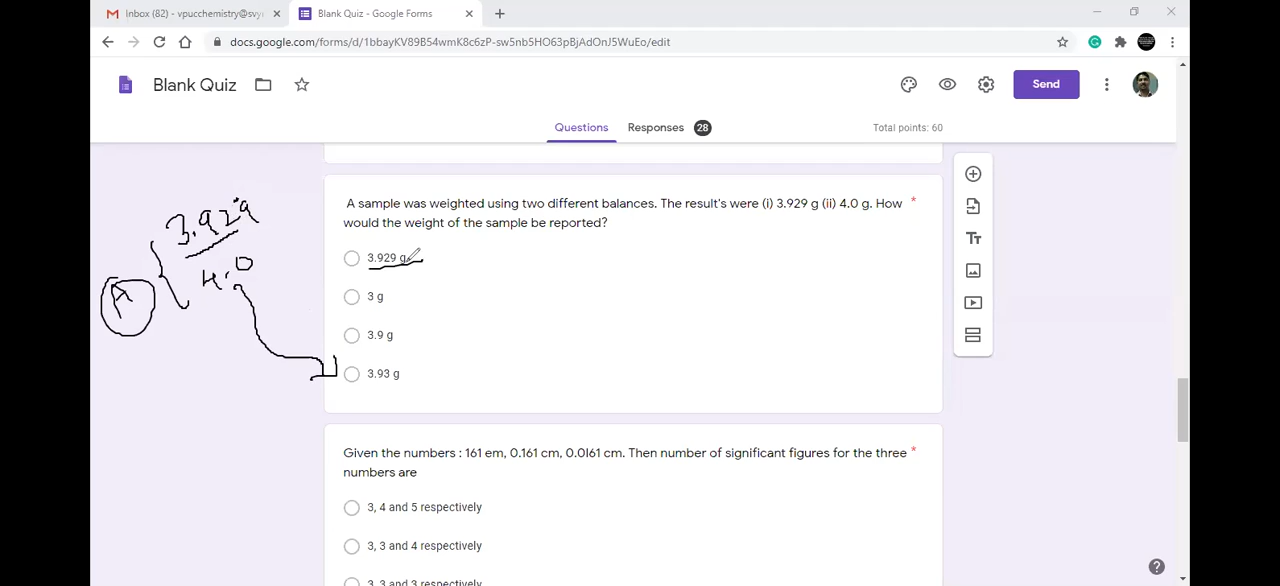 Inbox (82) - vpucchemistry@svy
Blank Quiz - Google Forms
docs.google.com/forms/d/1bbayKV89B54wmK8c6zP-sw5nb5HO63pBjAdOnJ5WuEo/edit
Blank Quiz
Send
Questions
Responses 28
Total points: 60
A sample was weighted using two different balances. The result's were (i) 3.929 g (ii) 4.0 g. How *
would the weight of the sample be reported?
3.929 g
3 g
3.9 g
3.93 g
3.929
4.0
A
Given the numbers : 161 em, 0.161 cm, 0.0I61 cm. Then number of significant figures for the three *
numbers are
3, 4 and 5 respectively
3, 3 and 4 respectively
3, 3 and 3 respectively